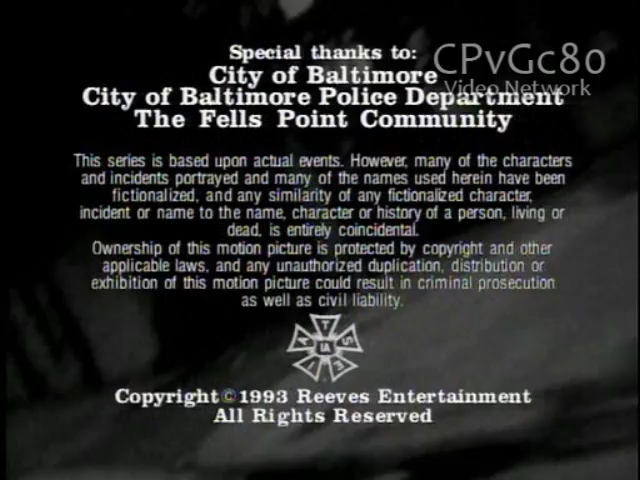 Special thanks to:
CPvGc80
Video Network
City of Baltimore
City of Baltimore Police Department
The Fells Point Community
This series is based upon actual events. However, many of the characters
and incidents portrayed and many of the names used herein have been
fictionalized, and any similarity of any fictionalized character,
incident or name to the name, character or history of a person, living or
dead, is entirely coincidental.
Ownership of this motion picture is protected by copyright and other
applicable laws, and any unauthorized duplication, distribution or
exhibition of this motion picture could result in criminal prosecution
as well as civil liability.
IA T S E I A
Copyright©1993 Reeves Entertainment
All Rights Reserved